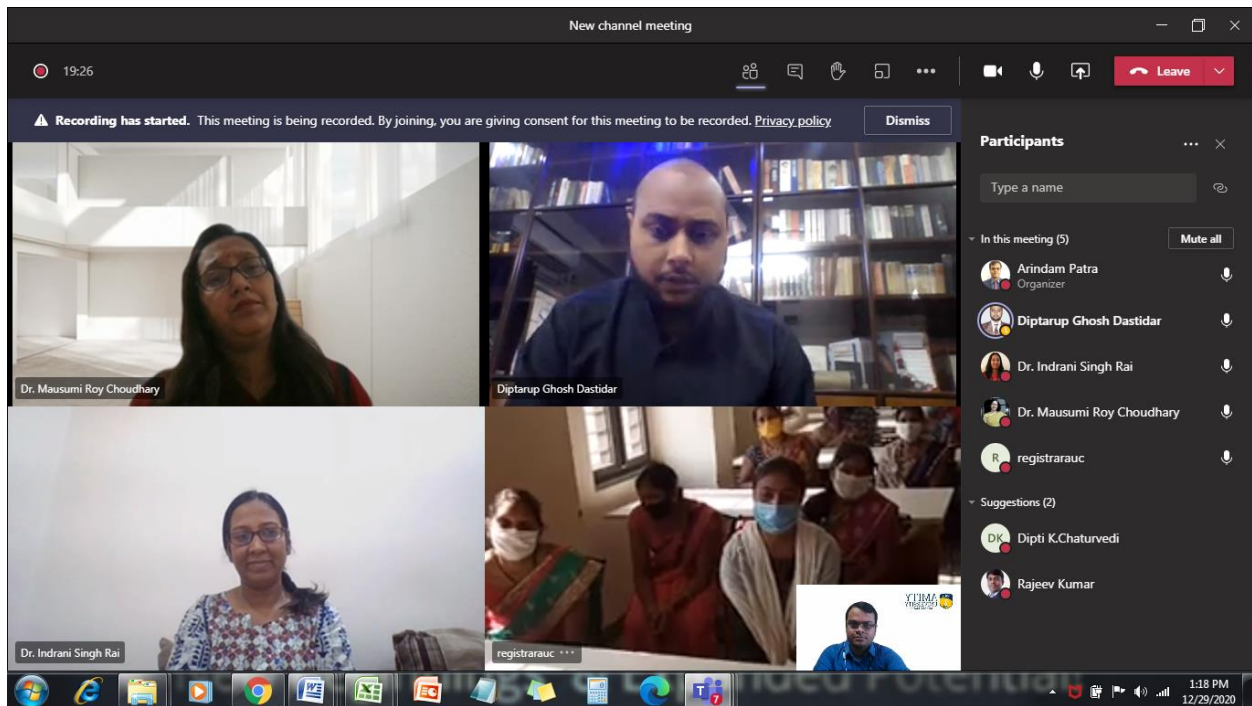 New channel meeting
19:26
Leave
Recording has started. This meeting is being recorded. By joining, you are giving consent for this meeting to be recorded. Privacy policy
Dismiss
Participants
Type a name
In this meeting (5)
Mute all
Arindam Patra
Organizer
Diptarup Ghosh Dastidar
Dr. Indrani Singh Rai
Dr. Mausumi Roy Choudhary
R
registrarauc
Suggestions (2)
DK
Dipti K.Chaturvedi
Rajeev Kumar
Dr. Mausumi Roy Choudhary
Diptarup Ghosh Dastidar
Dr. Indrani Singh Rai
registrarauc ...
AMITY
UNIVERSITY
7
1:18 PM
12/29/2020